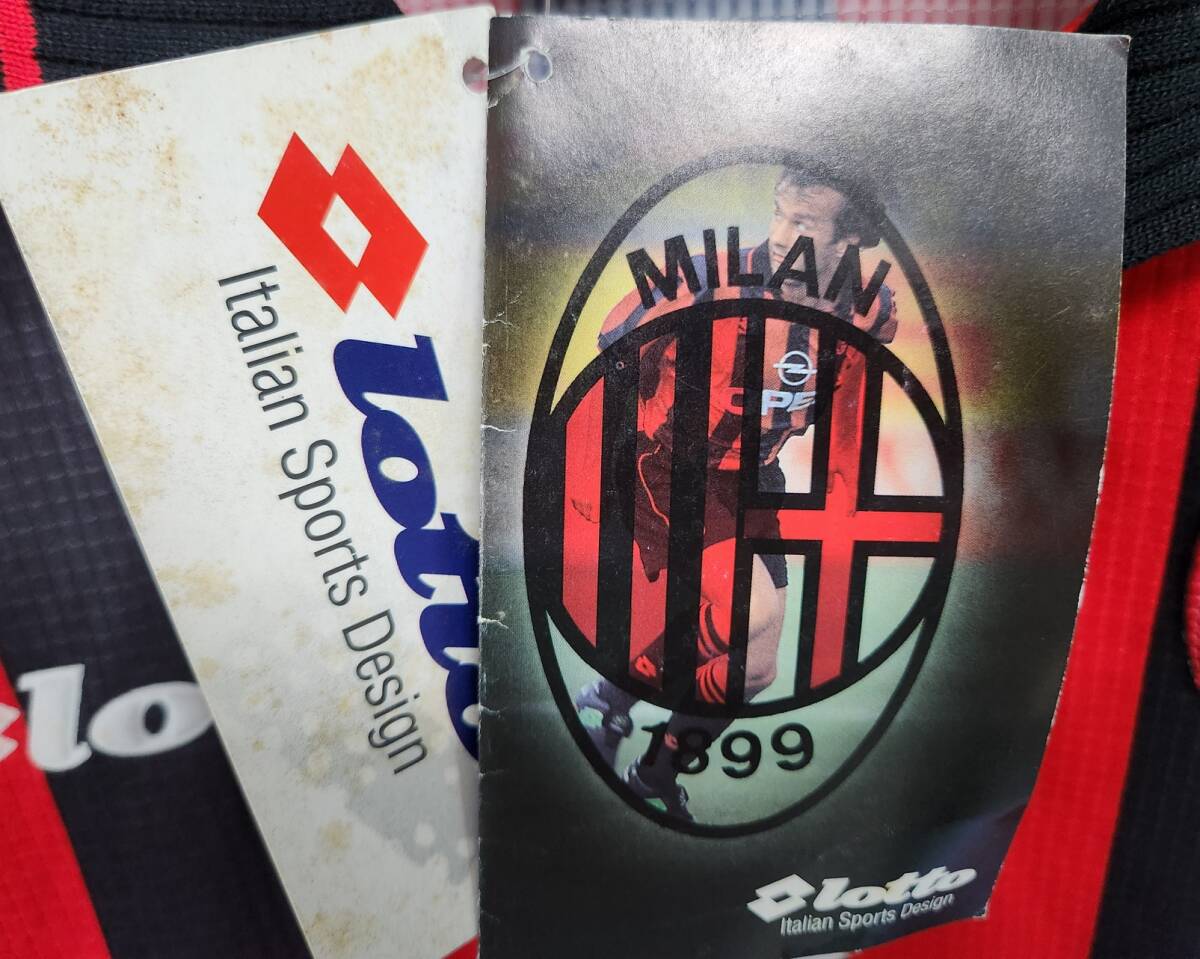 lotto
Italian Sports Design
lo
MILAN
OPEL
1899
lotto
Italian Sports Design